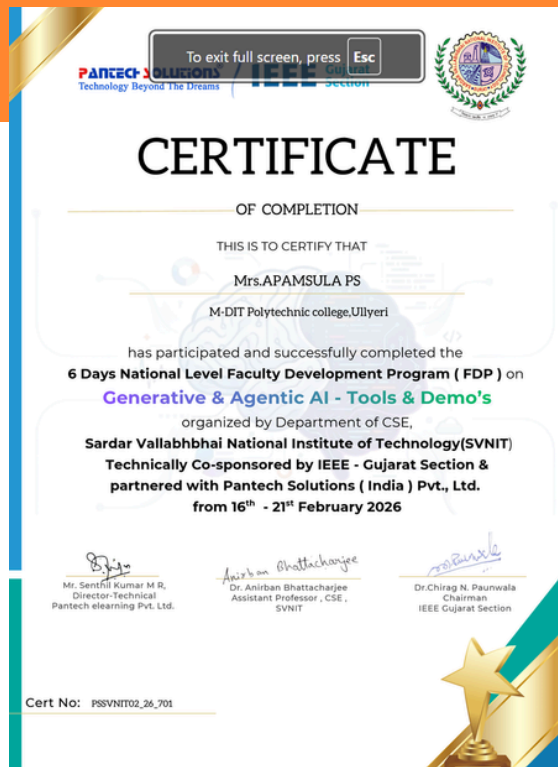 To exit full screen, press Esc
PANTECH SOLUTIONS
Technology Beyond The Dreams
IEEE Gujarat
Section
CERTIFICATE
OF COMPLETION
THIS IS TO CERTIFY THAT
Mrs.APAMSULA PS
M-DIT Polytechnic college,Ullyeri
has participated and successfully completed the
6 Days National Level Faculty Development Program ( FDP ) on
Generative & Agentic AI - Tools & Demo's
organized by Department of CSE,
Sardar Vallabhbhai National Institute of Technology(SVNIT)
Technically Co-sponsored by IEEE - Gujarat Section &
partnered with Pantech Solutions ( India ) Pvt., Ltd.
from 16th - 21st February 2026
Anirban Bhattacharjee
Mr. Senthil Kumar M R,
Director-Technical
Pantech elearning Pvt. Ltd.
Dr. Anirban Bhattacharjee
Assistant Professor , CSE ,
SVNIT
Dr.Chirag N. Paunwala
Chairman
IEEE Gujarat Section
Cert No: PSSVNIT02_26_701